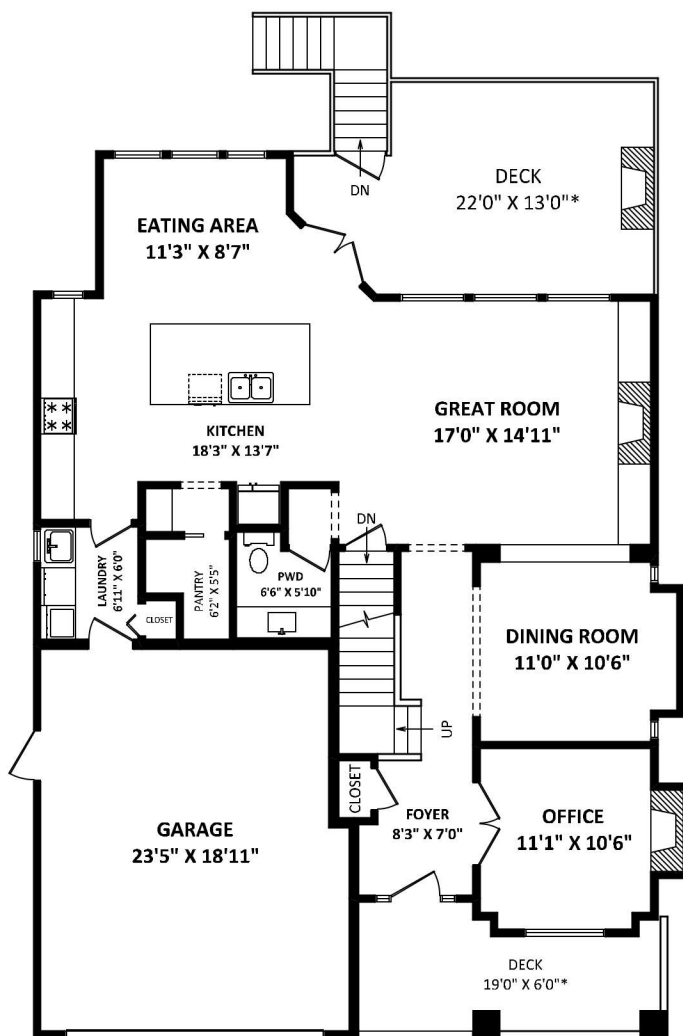 DECK
22'0" X 13'0"*
DN
EATING AREA
11'3" X 8'7"
GREAT ROOM
17'0" X 14'11"
KITCHEN
18'3" X 13'7"
DN
LAUNDRY
6'11" X 6'0"
PANTRY
6'2" X 5'5"
PWD
6'6" X 5'10"
CLOSET
DINING ROOM
11'0" X 10'6"
UP
CLOSET
FOYER
8'3" X 7'0"
OFFICE
11'1" X 10'6"
GARAGE
23'5" X 18'11"
DECK
19'0" X 6'0"*